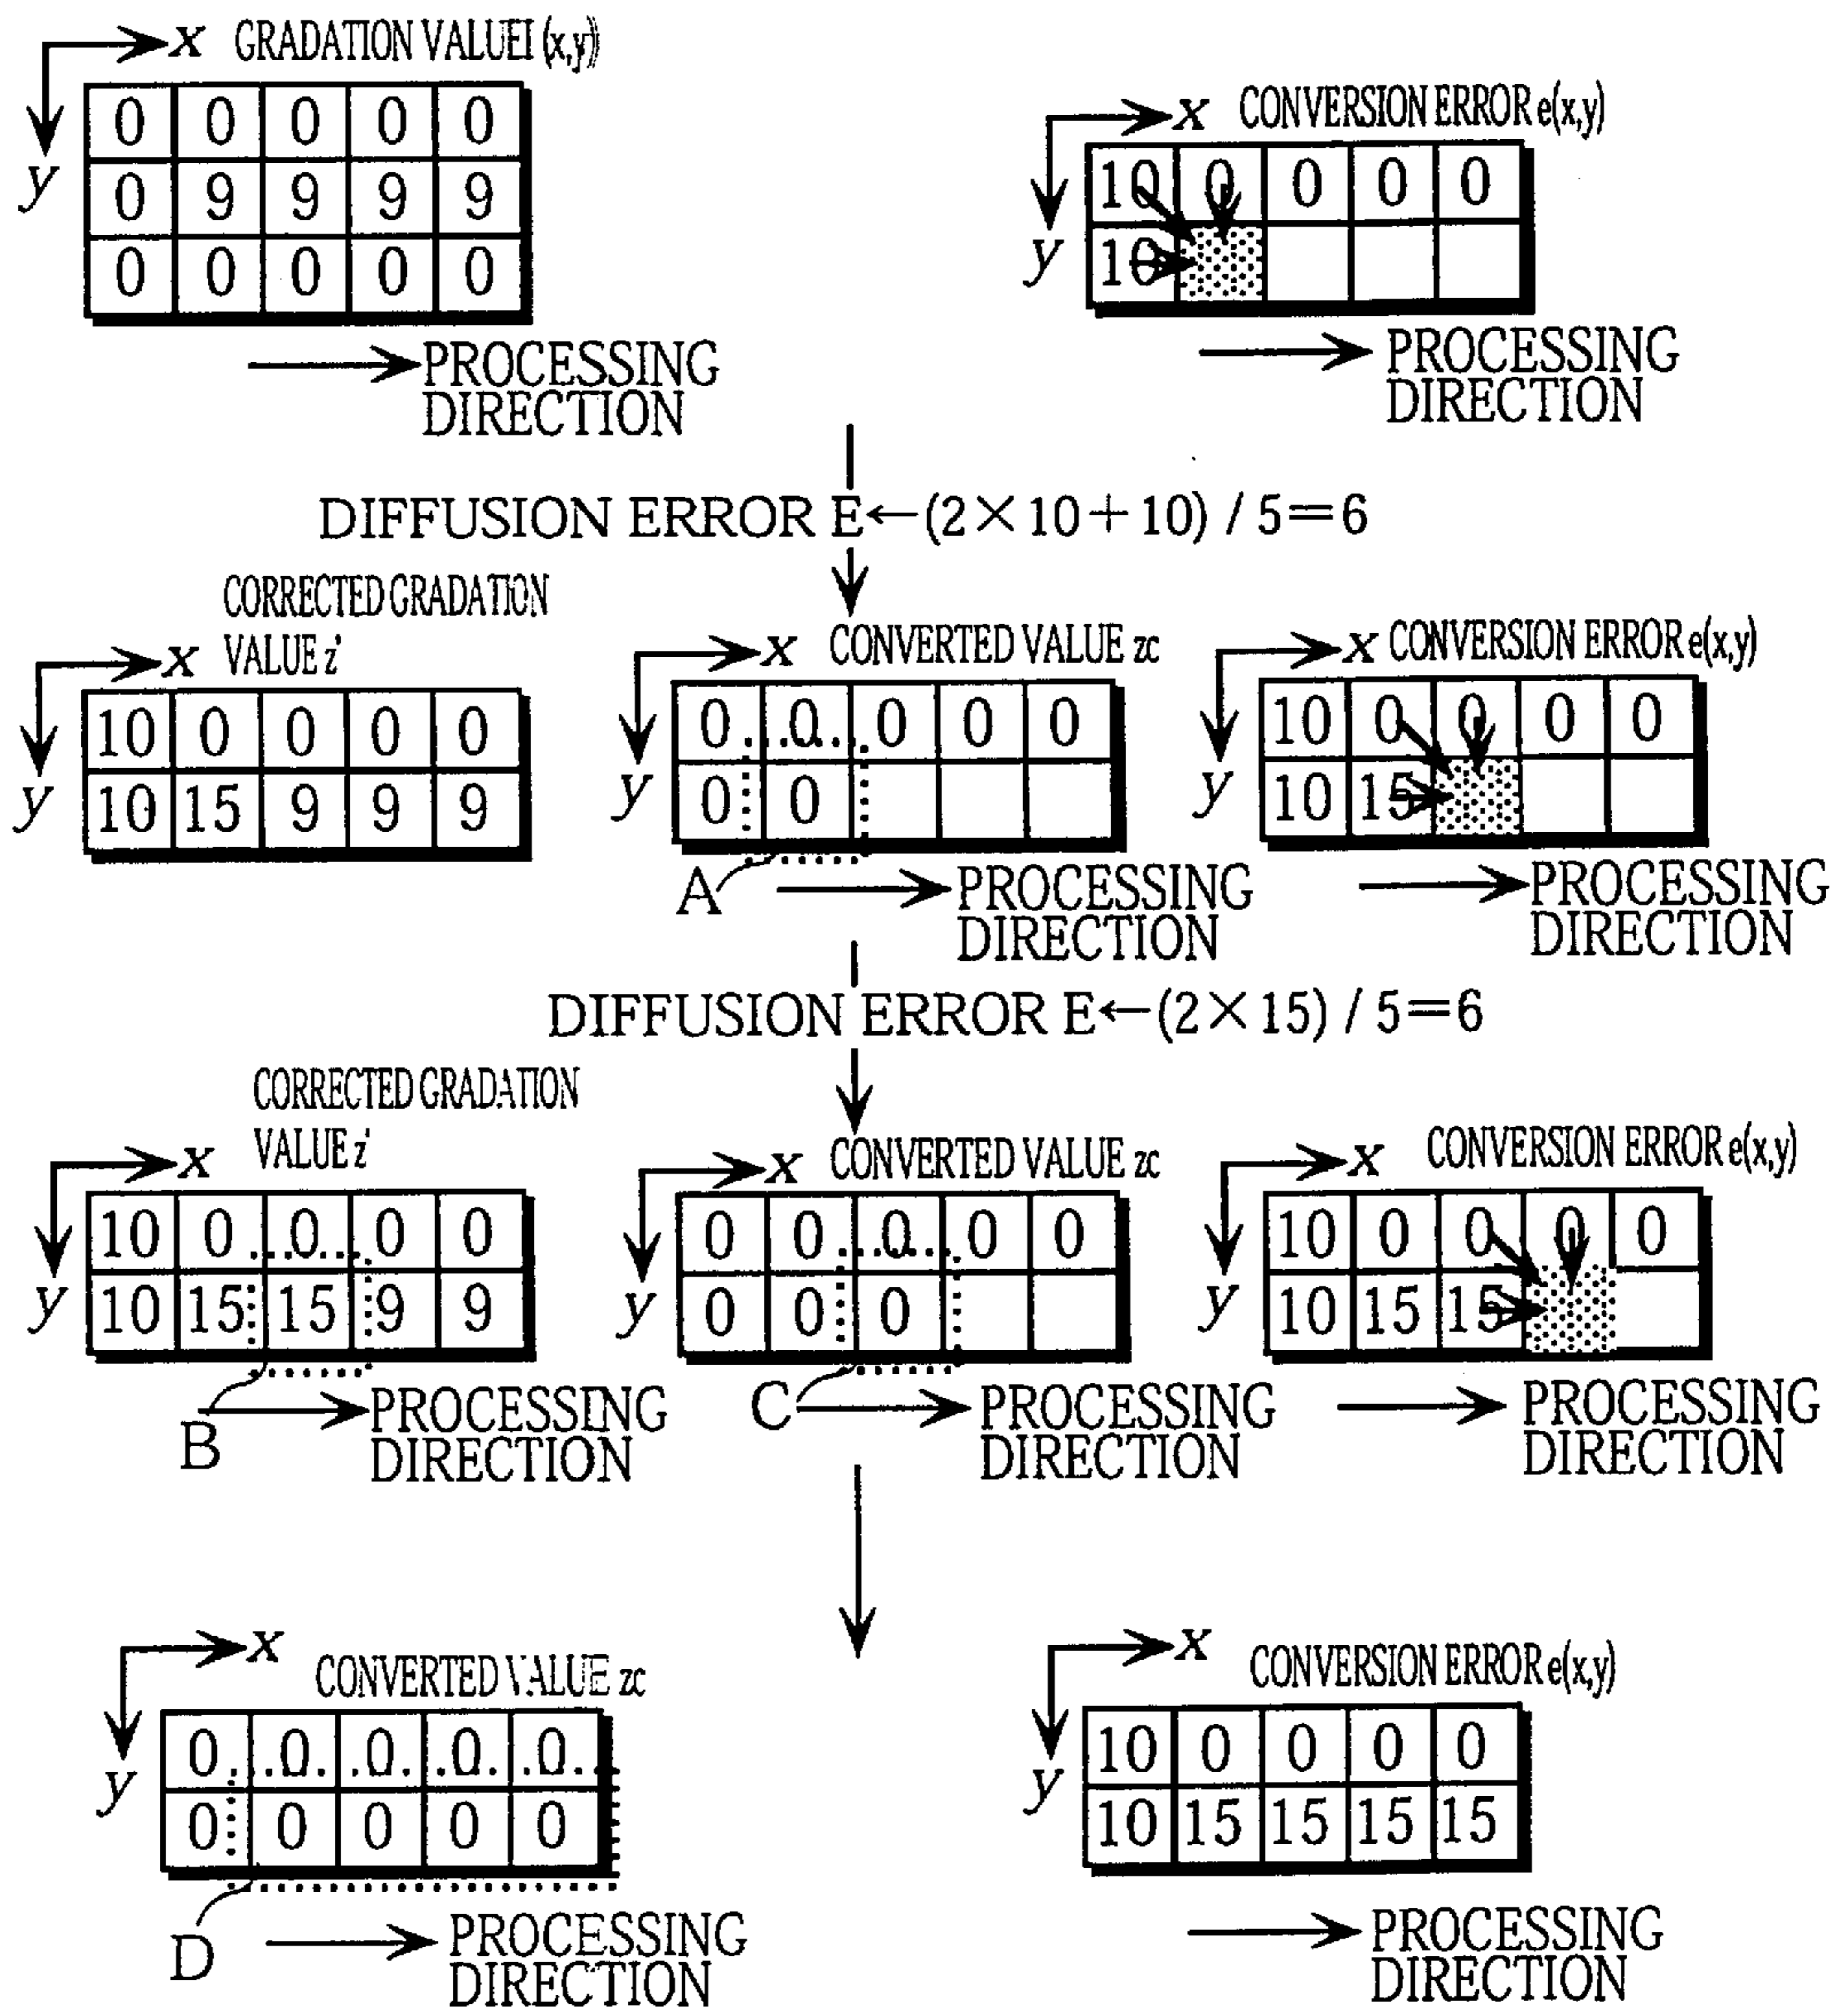 x GRADATION VALUEI (x,y)
y
0 0 0 0 0
0 9 9 9 9
0 0 0 0 0
PROCESSING
DIRECTION
x CONVERSION ERROR e(x,y)
y
10 0 0 0 0
10
PROCESSING
DIRECTION
DIFFUSION ERROR E←(2×10+10) / 5=6
CORRECTED GRADATION
x VALUE z'
y
10 0 0 0 0
10 15 9 9 9
x CONVERTED VALUE zc
y
0 0 0 0 0
0 0
A
PROCESSING
DIRECTION
x CONVERSION ERROR e(x,y)
y
10 0 0 0 0
10 15
PROCESSING
DIRECTION
DIFFUSION ERROR E←(2×15) / 5=6
CORRECTED GRADATION
x VALUE z'
y
10 0 0 0 0
10 15 15 9 9
B
PROCESSING
DIRECTION
x CONVERTED VALUE zc
y
0 0 0 0 0
0 0 0
C
PROCESSING
DIRECTION
x CONVERSION ERROR e(x,y)
y
10 0 0 0 0
10 15 15
PROCESSING
DIRECTION
x
CONVERTED VALUE zc
y
0 0 0 0 0
0 0 0 0 0
D
PROCESSING
DIRECTION
x
CONVERSION ERROR e(x,y)
y
10 0 0 0 0
10 15 15 15 15
PROCESSING
DIRECTION